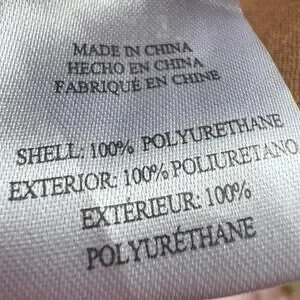 MADE IN CHINA
HECHO EN CHINA
FABRIQUÉ EN CHINE
SHELL: 100% POLYURETHANE
EXTERIOR: 100% POLIURETANO
EXTÉRIEUR: 100%
POLYURÉTHANE